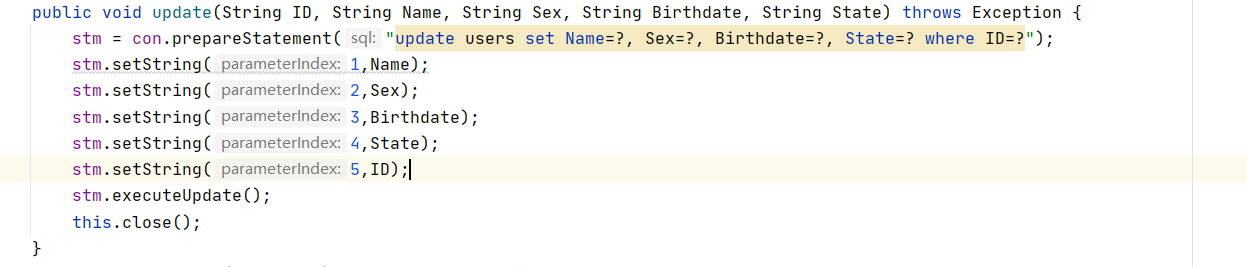 public void update(String ID, String Name, String Sex, String Birthdate, String State) throws Exception {
stm = con.prepareStatement( sql: "update users set Name=?, Sex=?, Birthdate=?, State=? where ID=?");
stm.setString( parameterIndex: 1,Name);
stm.setString( parameterIndex: 2,Sex);
stm.setString( parameterIndex: 3,Birthdate);
stm.setString( parameterIndex: 4,State);
stm.setString( parameterIndex: 5,ID);
stm.executeUpdate();
this.close();
}